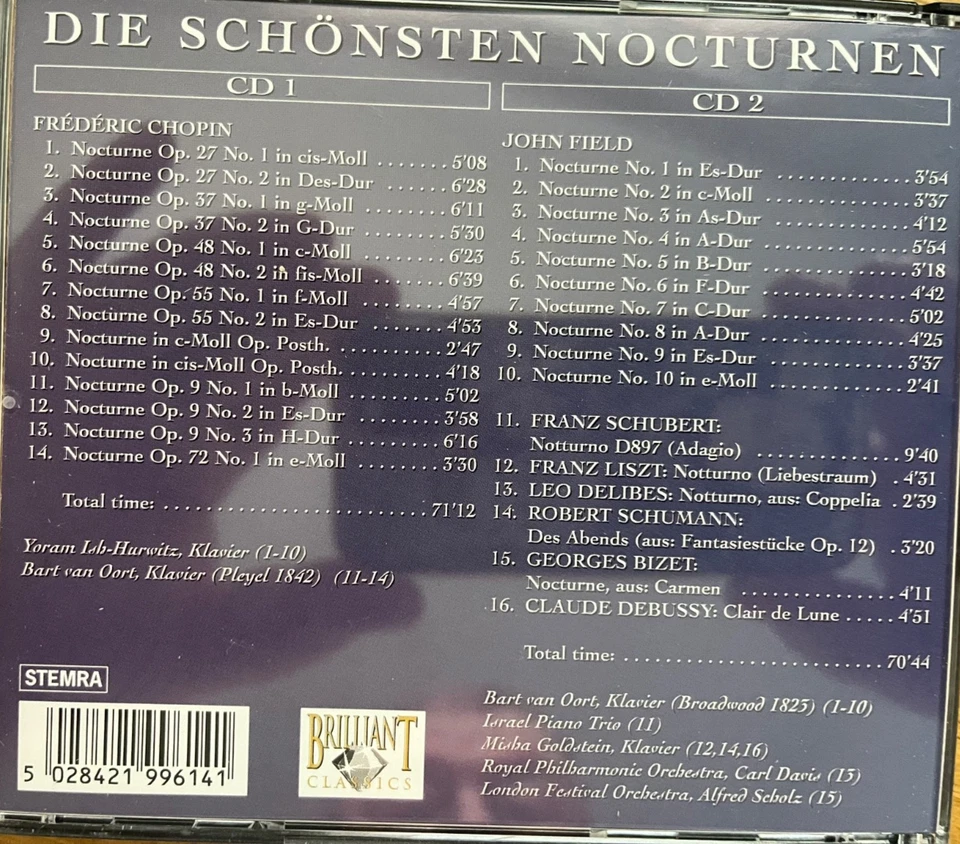 DIE SCHÖNSTEN NOCTURNEN
CD 1
FRÉDÉRIC CHOPIN
1. Nocturne Op. 27 No. 1 in cis-Moll .......5'08
2. Nocturne Op. 27 No. 2 in Des-Dur ......6'28
3. Nocturne Op. 37 No. 1 in g-Moll ........6'11
4. Nocturne Op. 37 No. 2 in G-Dur ........5'30
5. Nocturne Op. 48 No. 1 in c-Moll ........6'23
6. Nocturne Op. 48 No. 2 in fis-Moll .......6'39
7. Nocturne Op. 55 No. 1 in f-Moll ........4'57
8. Nocturne Op. 55 No. 2 in Es-Dur .......4'53
9. Nocturne in c-Moll Op. Posth. ..........2'47
10. Nocturne in cis-Moll Op. Posth. .........4'18
11. Nocturne Op. 9 No. 1 in b-Moll .........5'02
12. Nocturne Op. 9 No. 2 in Es-Dur ........3'58
13. Nocturne Op. 9 No. 3 in H-Dur .........6'16
14. Nocturne Op. 72 No. 1 in e-Moll ........3'30
Total time: ..........................71'12
Yoram Ish-Hurwitz, Klavier (1-10)
Bart van Oort, Klavier (Pleyel 1842) (11-14)
STEMRA
5 028421 996141
BRILLIANT
CLASSICS
CD 2
JOHN FIELD
1. Nocturne No. 1 in Es-Dur .............3'54
2. Nocturne No. 2 in c-Moll .............3'37
3. Nocturne No. 3 in As-Dur .............4'12
4. Nocturne No. 4 in A-Dur .............5'54
5. Nocturne No. 5 in B-Dur .............3'18
6. Nocturne No. 6 in F-Dur .............4'42
7. Nocturne No. 7 in C-Dur .............5'02
8. Nocturne No. 8 in A-Dur .............4'25
9. Nocturne No. 9 in Es-Dur .............3'37
10. Nocturne No. 10 in e-Moll .............2'41
11. FRANZ SCHUBERT:
Notturno D897 (Adagio) ..............9'40
12. FRANZ LISZT: Notturno (Liebestraum) .4'31
13. LEO DELIBES: Notturno, aus: Coppelia .2'39
14. ROBERT SCHUMANN:
Des Abends (aus: Fantasiestücke Op. 12) .3'20
15. GEORGES BIZET:
Nocturne, aus: Carmen ...............4'11
16. CLAUDE DEBUSSY: Clair de Lune .....4'51
Total time: .........................70'44
Bart van Oort, Klavier (Broadwood 1823) (1-10)
Israel Piano Trio (11)
Misha Goldstein, Klavier (12,14,16)
Royal Philharmonic Orchestra, Carl Davis (13)
London Festival Orchestra, Alfred Scholz (15)